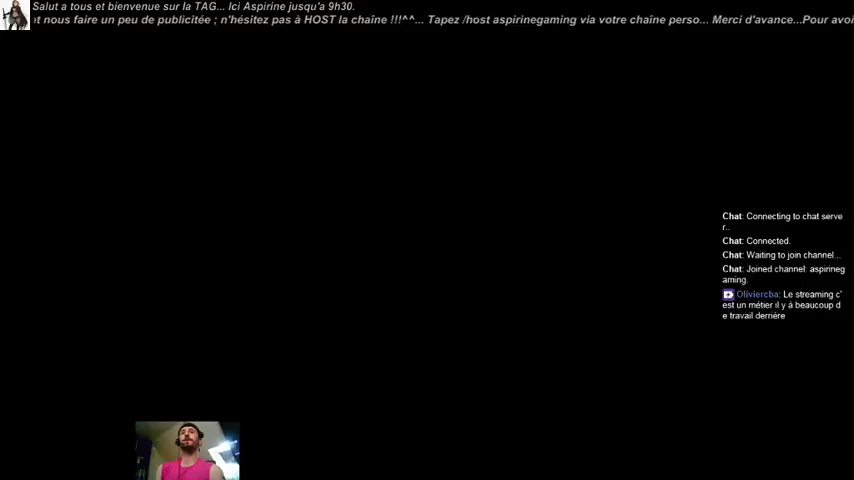 Salut a tous et bienvenue sur la TAG... Ici Aspirine jusqu'a 9h30.
t nous faire un peu de publicitée ; n'hésitez pas à HOST la chaîne !!!^^... Tapez /host aspirinegaming via votre chaîne perso... Merci d'avance...Pour avoi
Chat: Connecting to chat serve
r..
Chat: Connected.
Chat: Waiting to join channel...
Chat: Joined channel: aspirineg
aming.
Oliviercba: Le streaming c'
est un métier il y à beaucoup d
e travail derriére